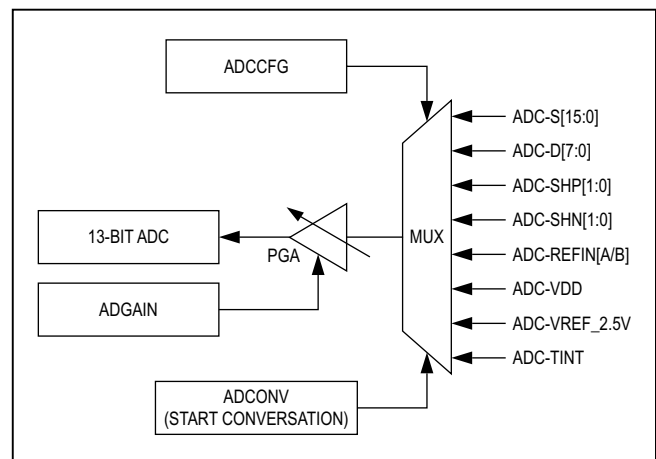 ADCCFG
ADC-S[15:0]
ADC-D[7:0]
ADC-SHP[1:0]
ADC-SHN[1:0]
ADC-REFIN[A/B]
ADC-VDD
ADC-VREF_2.5V
ADC-TINT
MUX
13-BIT ADC
PGA
ADGAIN
ADCONV
(START CONVERSATION)